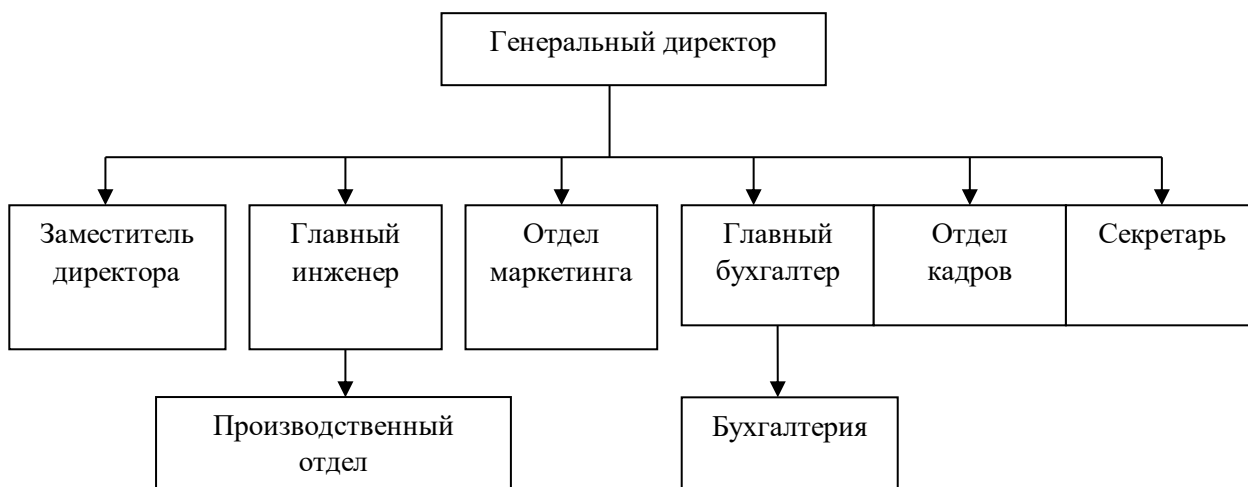 Генеральный директор
Заместитель
директора
Главный
инженер
Отдел
маркетинга
Главный
бухгалтер
Отдел
кадров
Секретарь
Производственный
отдел
Бухгалтерия